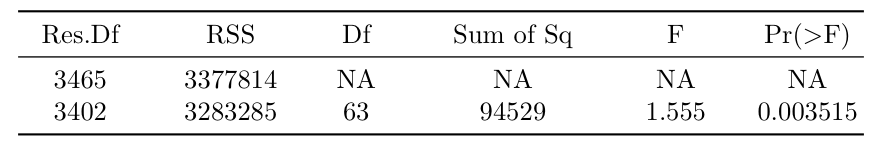 Res.Df RSS Df Sum of Sq F Pr(>F)
3465 3377814 NA NA NA NA
3402 3283285 63 94529 1.555 0.003515